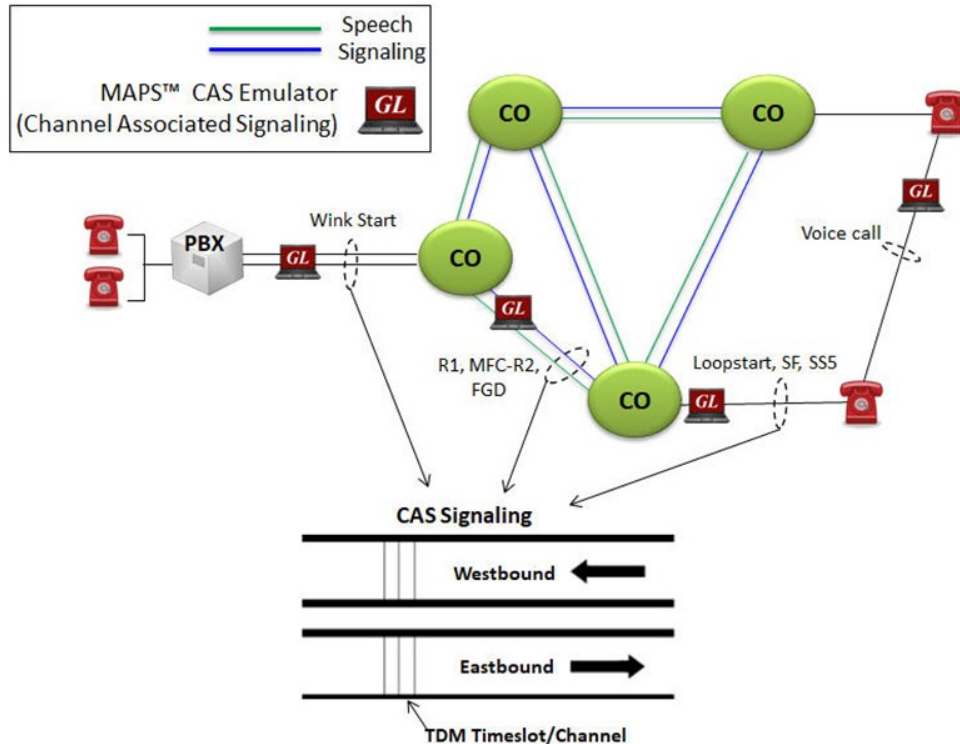 Speech
Signaling
MAPS™ CAS Emulator
(Channel Associated Signaling)
GL
CO
CO
GL
Wink Start
PBX
GL
CO
Voice call
GL
R1, MFC-R2,
FGD
CO
Loopstart, SF, SS5
GL
CAS Signaling
Westbound
Eastbound
TDM Timeslot/Channel